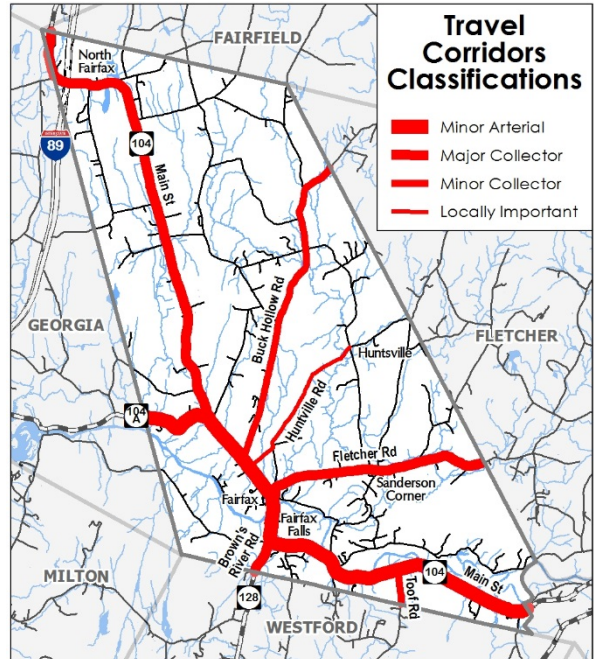 Travel
Corridors
Classifications
Minor Arterial
Major Collector
Minor Collector
Locally Important
FAIRFIELD
North
Fairfax
104
89
Main St
Buck Hollow Rd
GEORGIA
FLETCHER
Huntsville
Huntville Rd
104
A
Fletcher Rd
Sanderson
Corner
Fairfax
Fairfax
Falls
Brown's
River Rd
104
Main St
Toof Rd
MILTON
128
WESTFORD